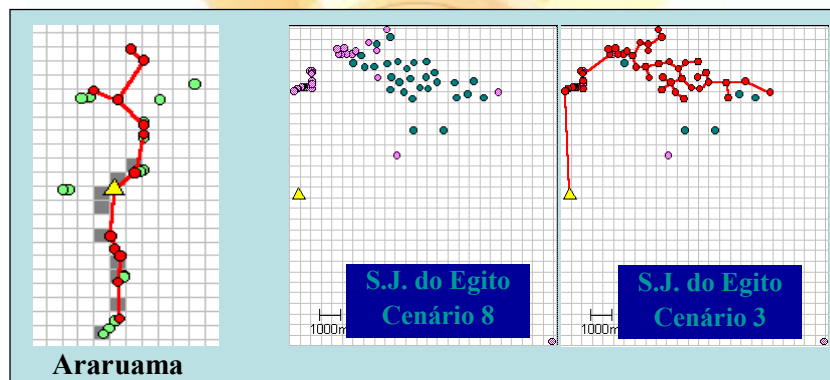 S.J. do Egito
Cenário 8
1000m
S.J. do Egito
Cenário 3
1000m
Araruama